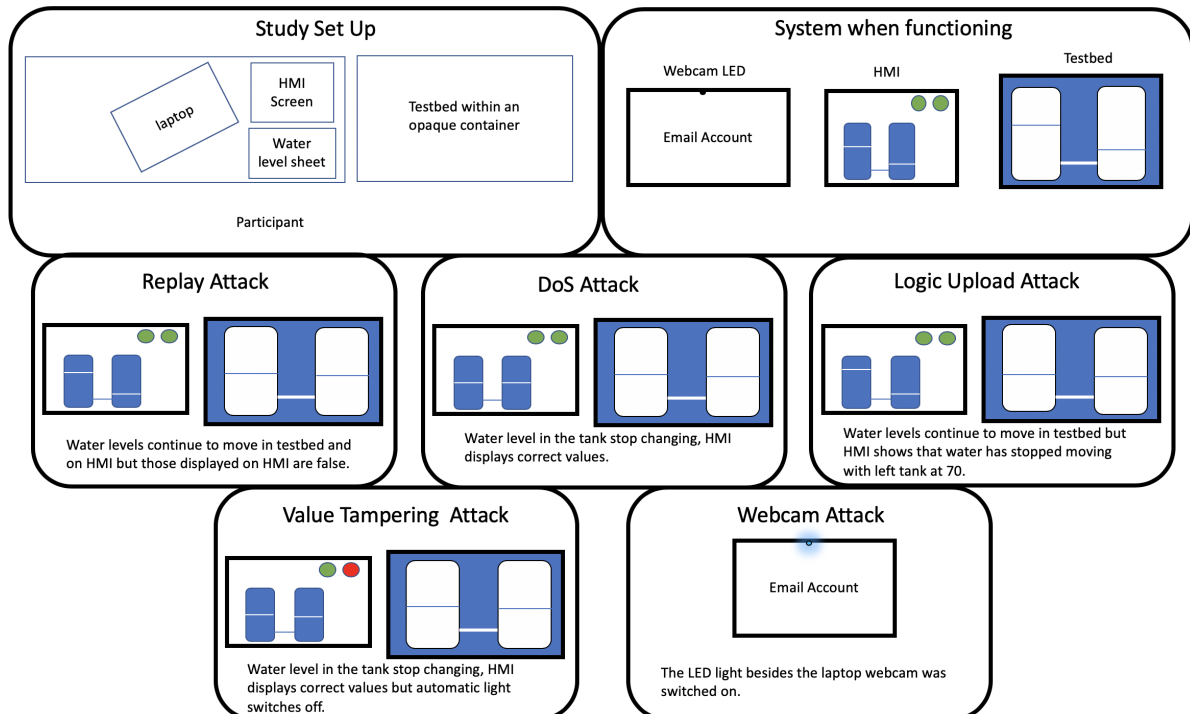 Study Set Up
laptop
HMI
Screen
Water
level sheet
Testbed within an
opaque container
Participant
System when functioning
Webcam LED
Email Account
HMI
Testbed
Replay Attack
Water levels continue to move in testbed and
on HMI but those displayed on HMI are false.
DoS Attack
Water level in the tank stop changing, HMI
displays correct values.
Logic Upload Attack
Water levels continue to move in testbed but
HMI shows that water has stopped moving
with left tank at 70.
Value Tampering Attack
Water level in the tank stop changing, HMI
displays correct values but automatic light
switches off.
Webcam Attack
Email Account
The LED light besides the laptop webcam was
switched on.